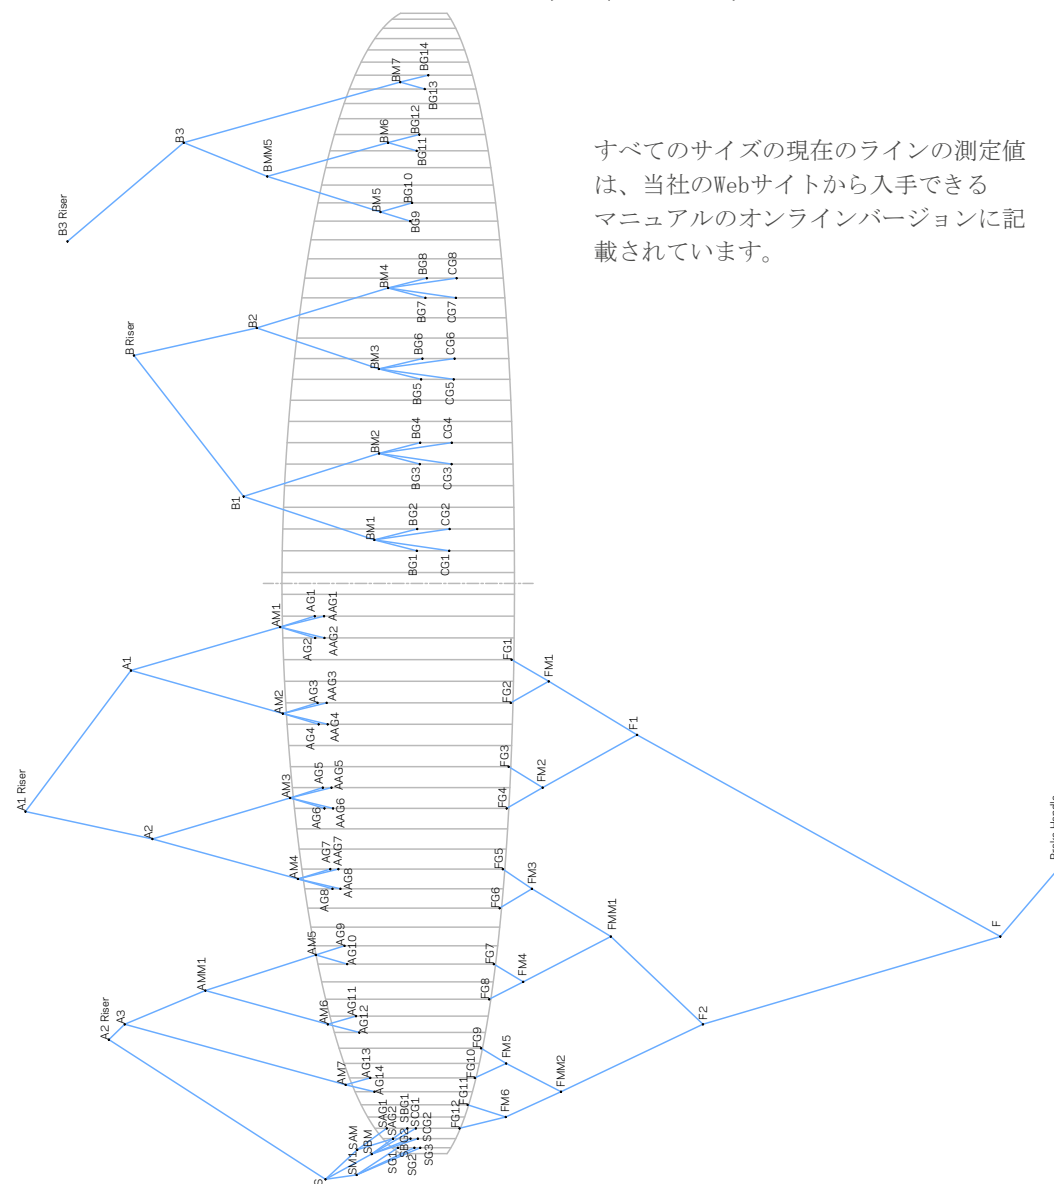 BG14
BM7
BG13
B3
BG12
BM6
BG11
BMM5
すべてのサイズの現在のラインの測定値
は、当社のWebサイトから入手できる
マニュアルのオンラインバージョンに記
載されています。
B3 Riser
BG10
BM5
BG9
BG8
CG8
BM4
BG7
CG7
B2
B Riser
BG6
CG6
BM3
BG5
CG5
BG4
CG4
BM2
BG3
CG3
B1
BG2
CG2
BM1
BG1
CG1
AG1
AAG1
AM1
AG2
AAG2
A1
FG1
FM1
AG3
AAG3
AM2
FG2
AG4
AAG4
F1
FG3
AG5
AAG5
AM3
FM2
A1 Riser
AG6
AAG6
FG4
A2
AG7
AAG7
FG5
AM4
AAG8
AG8
FM3
FG6
Brake Handle
AG9
AM5
AG10
FG7
FMM1
F
AMM1
FM4
FG8
A2 Riser
A3
AG11
AM6
AG12
F2
FG9
FM5
AG13
AM7
AG14
FG10
FMM2
FG11
FM6
FG12
SAG1
SAG2
SBG1
SCG1
SAM
SBM
SBG2
SCG2
SM1
SG1
SG2
SG3
S